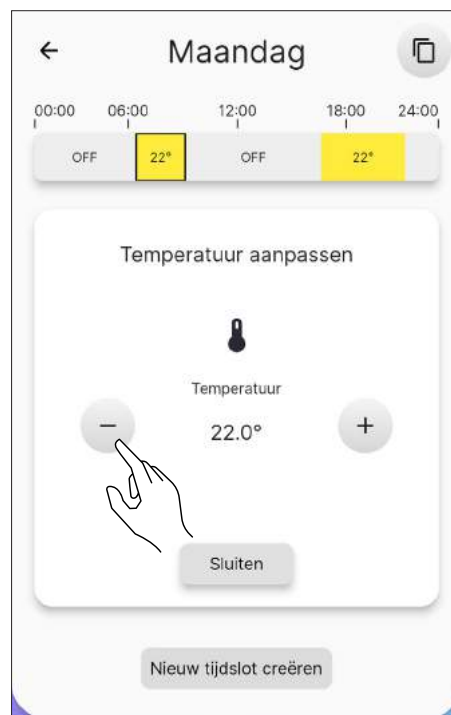 Maandag
00:00 06:00 12:00 18:00 24:00
OFF 22° OFF 22°
Temperatuur aanpassen
Temperatuur
22.0°
Sluiten
Nieuw tijdslot creëren